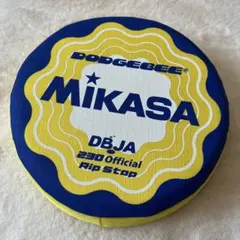 DODGEBEE
MIKASA
DBJA
230 Official
Rip Stop